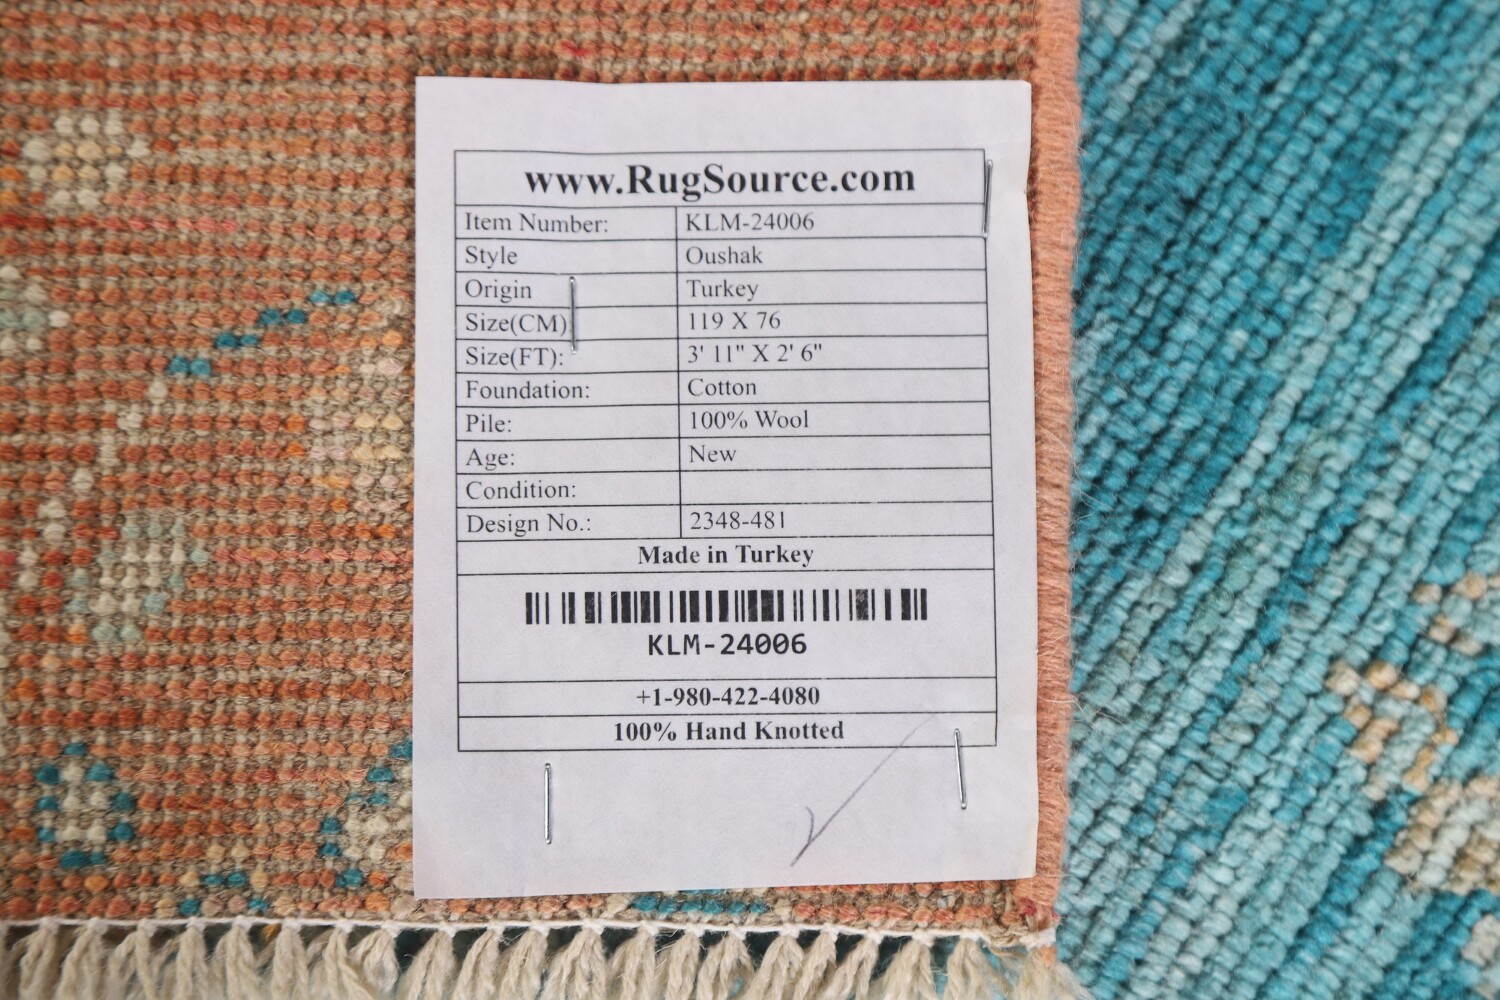 www.RugSource.com
Item Number: KLM-24006
Style Oushak
Origin Turkey
Size(CM): 119 X 76
Size(FT): 3' 11" X 2' 6"
Foundation: Cotton
Pile: 100% Wool
Age: New
Condition:
Design No.: 2348-481
Made in Turkey
KLM-24006
+1-980-422-4080
100% Hand Knotted